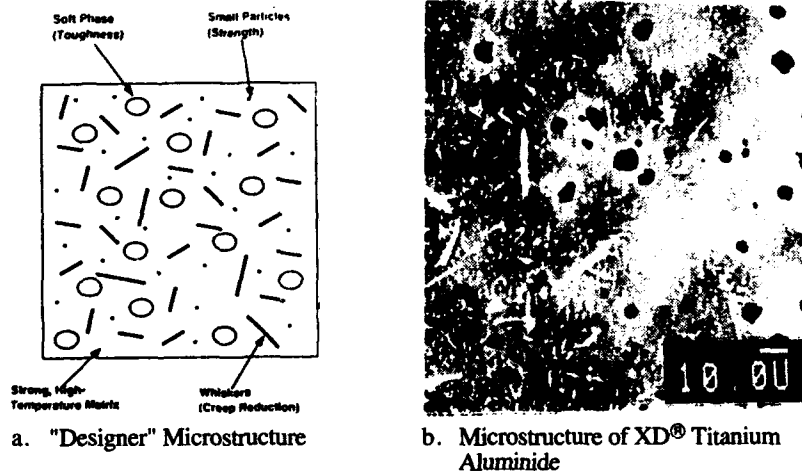 Soft Phase
(Toughness)
Small Particles
(Strength)
Strong, High-
Temperature Matrix
Whiskers
(Creep Reduction)
a. "Designer" Microstructure
10.0U
b. Microstructure of XD® Titanium
Aluminide